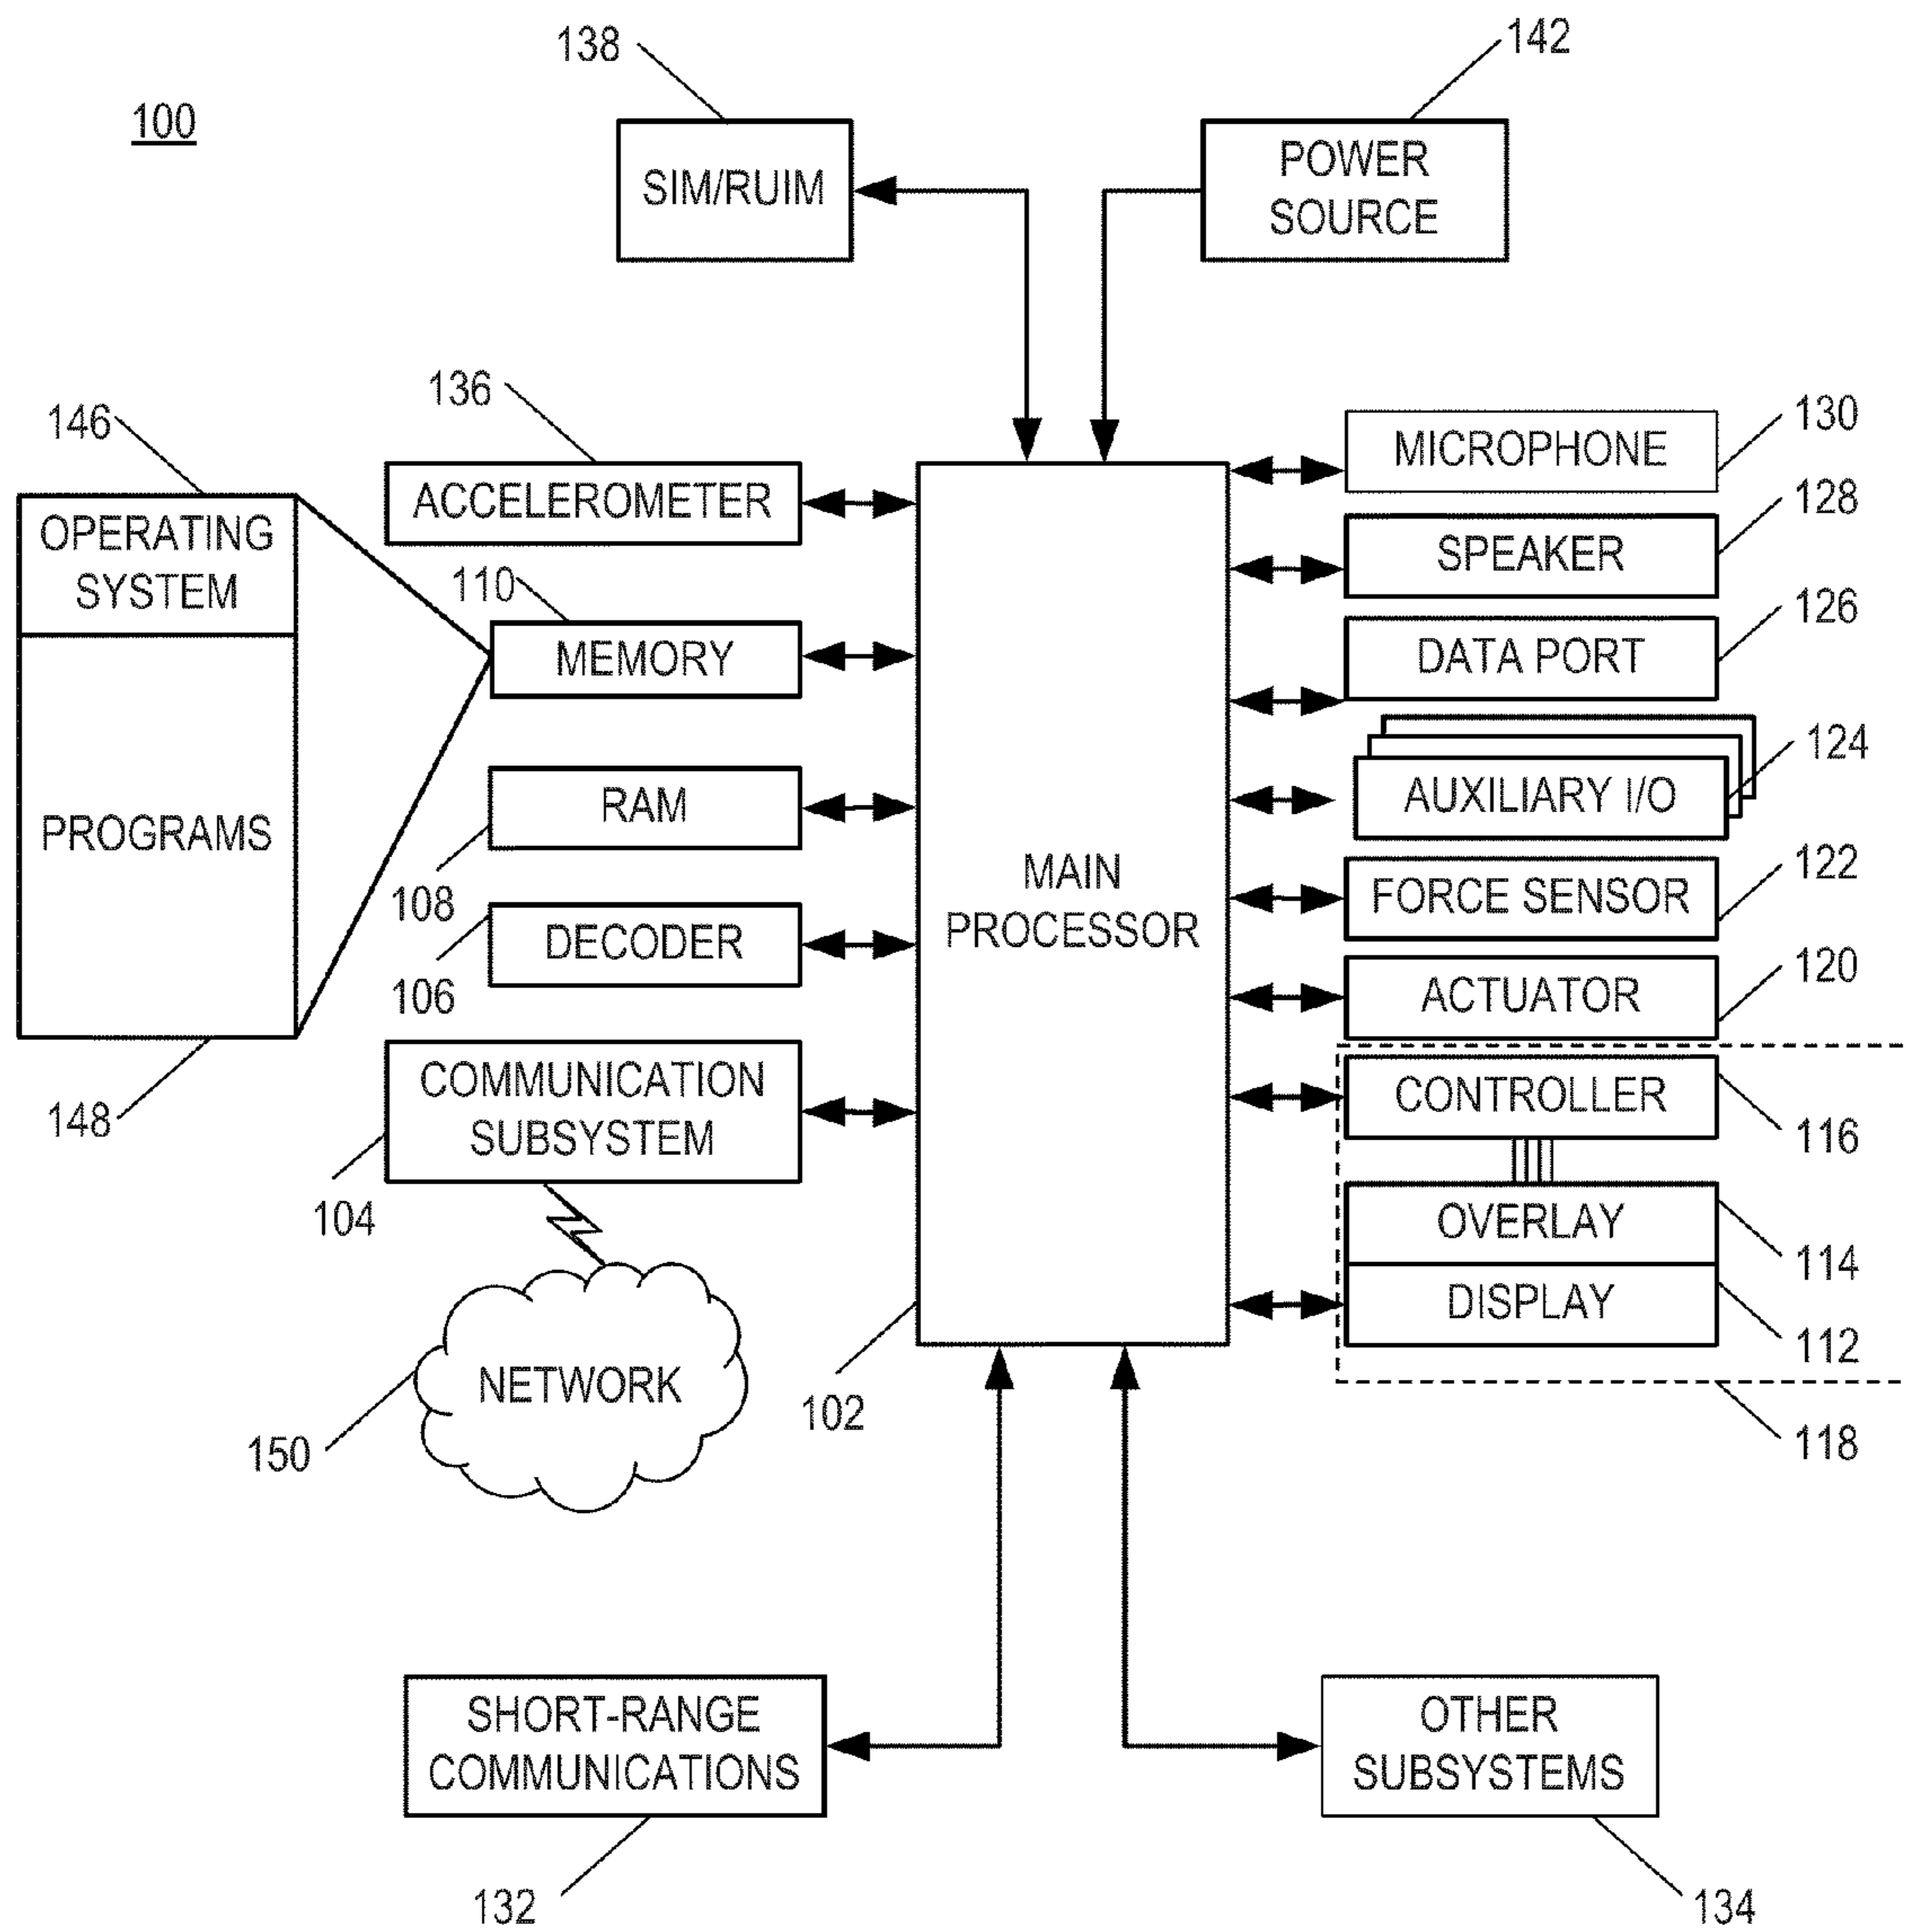 100
138
142
SIM/RUIM
POWER
SOURCE
136
146
ACCELEROMETER
OPERATING
SYSTEM
110
MEMORY
PROGRAMS
RAM
108
DECODER
106
148
COMMUNICATION
SUBSYSTEM
104
NETWORK
150
MAIN
PROCESSOR
102
MICROPHONE
130
SPEAKER
128
DATA PORT
126
AUXILIARY I/O
124
FORCE SENSOR
122
ACTUATOR
120
CONTROLLER
116
OVERLAY
114
DISPLAY
112
118
SHORT-RANGE
COMMUNICATIONS
132
OTHER
SUBSYSTEMS
134